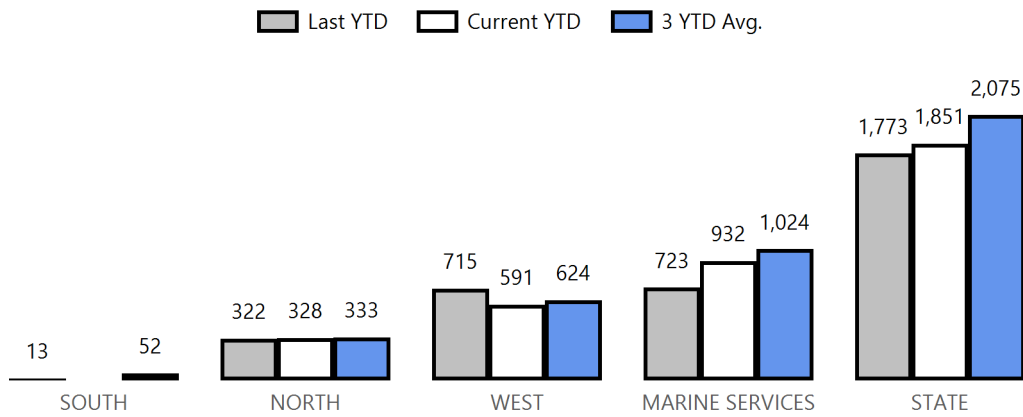 Last YTD Current YTD 3 YTD Avg.
2,075
1,773 1,851
715 591 624 723 932 1,024
322 328 333
13 52
SOUTH NORTH WEST MARINE SERVICES STATE